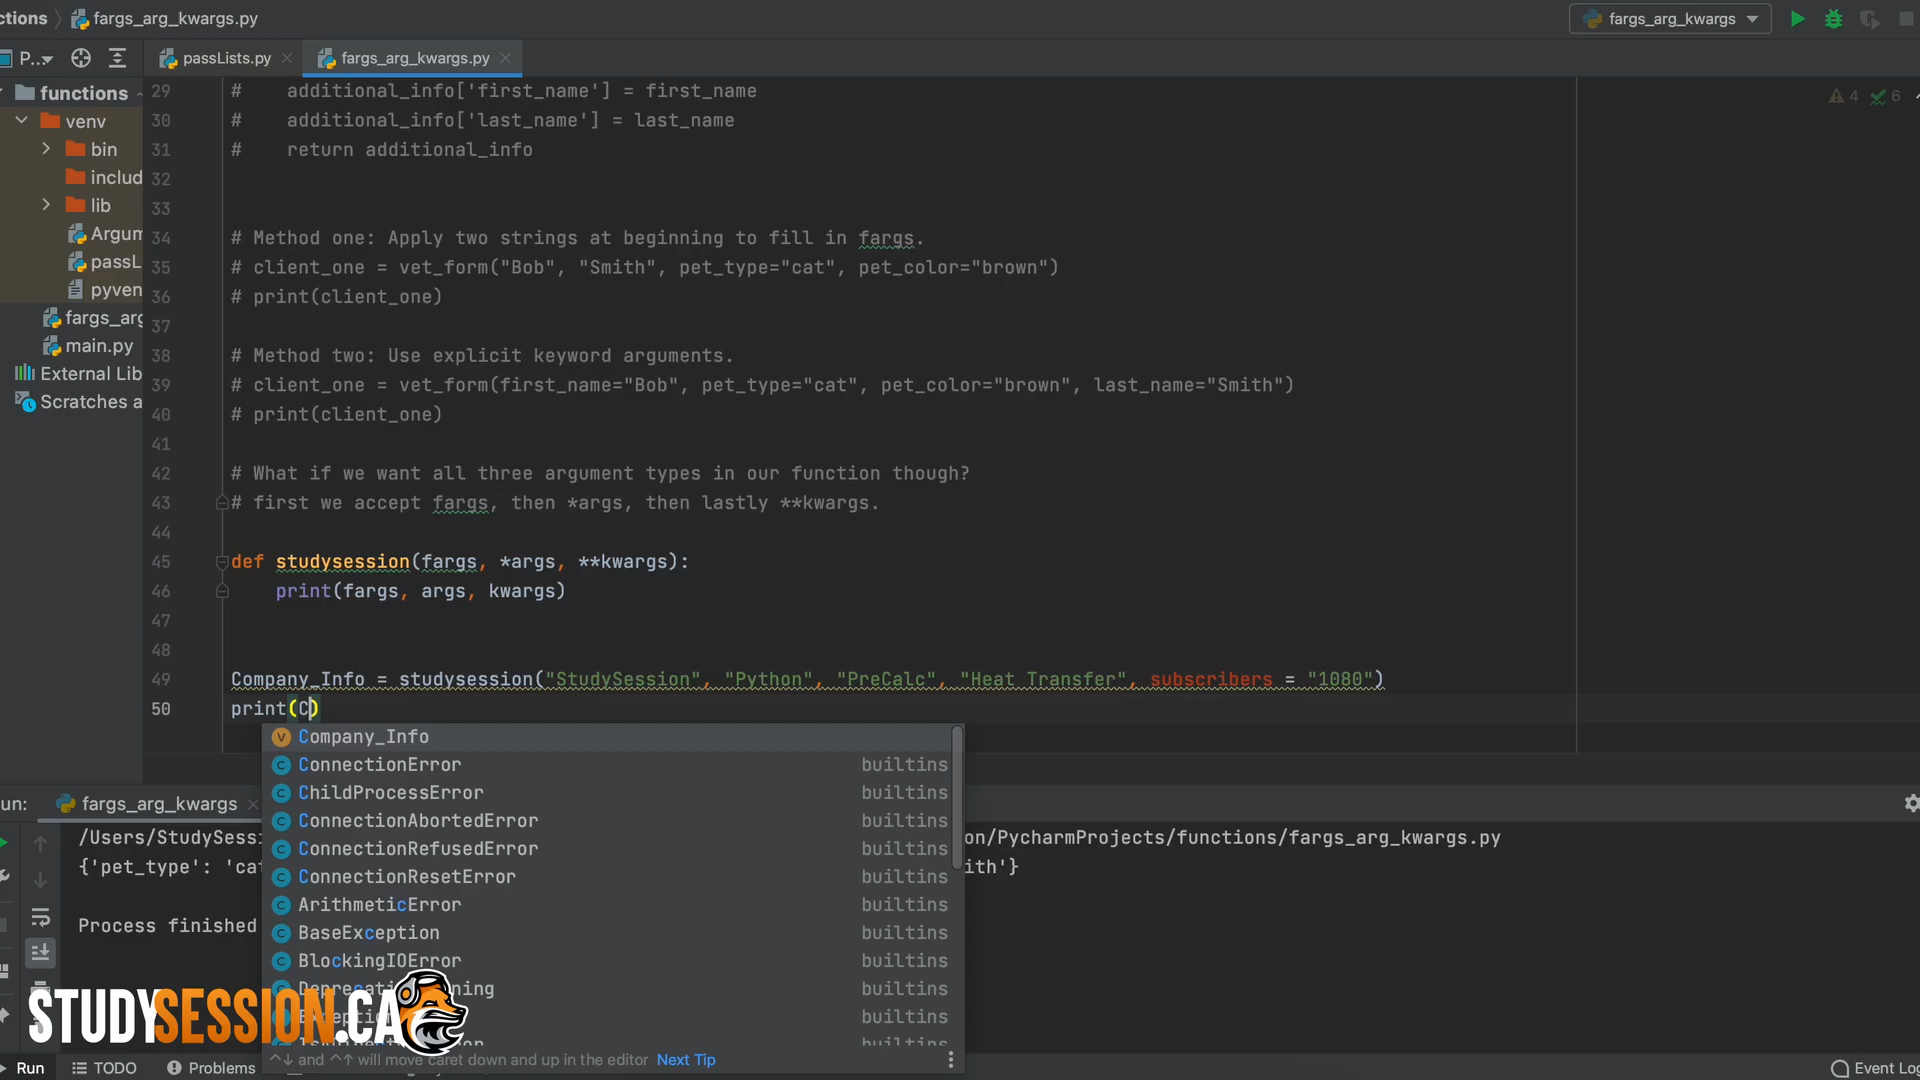 ctions fargs_arg_kwargs.py fargs_arg_kwargs
P... passLists.py fargs_arg_kwargs.py
functions
venv
bin
includ
lib
Argum
passL
pyven
fargs_arg
main.py
External Lib
Scratches a
4 6
29 #    additional_info['first_name'] = first_name
30 #    additional_info['last_name'] = last_name
31 #    return additional_info
32
33
34 # Method one: Apply two strings at beginning to fill in fargs.
35 # client_one = vet_form("Bob", "Smith", pet_type="cat", pet_color="brown")
36 # print(client_one)
37
38 # Method two: Use explicit keyword arguments.
39 # client_one = vet_form(first_name="Bob", pet_type="cat", pet_color="brown", last_name="Smith")
40 # print(client_one)
41
42 # What if we want all three argument types in our function though?
43 # first we accept fargs, then *args, then lastly **kwargs.
44
45 def studysession(fargs, *args, **kwargs):
46     print(fargs, args, kwargs)
47
48
49 Company_Info = studysession("StudySession", "Python", "PreCalc", "Heat Transfer", subscribers = "1080")
50 print(C)
Company_Info
ConnectionError builtins
ChildProcessError builtins
ConnectionAbortedError builtins
ConnectionRefusedError builtins
ConnectionResetError builtins
ArithmeticError builtins
BaseException builtins
BlockingIOError builtins
builtins
builtins
builtins
^↓ and ^↑ will move caret down and up in the editor Next Tip
un: fargs_arg_kwargs
/Users/StudySessi on/PycharmProjects/functions/fargs_arg_kwargs.py
{'pet_type': 'cat ith'}
Process finished
STUDYSESSION.CA
Run TODO Problems Event Log